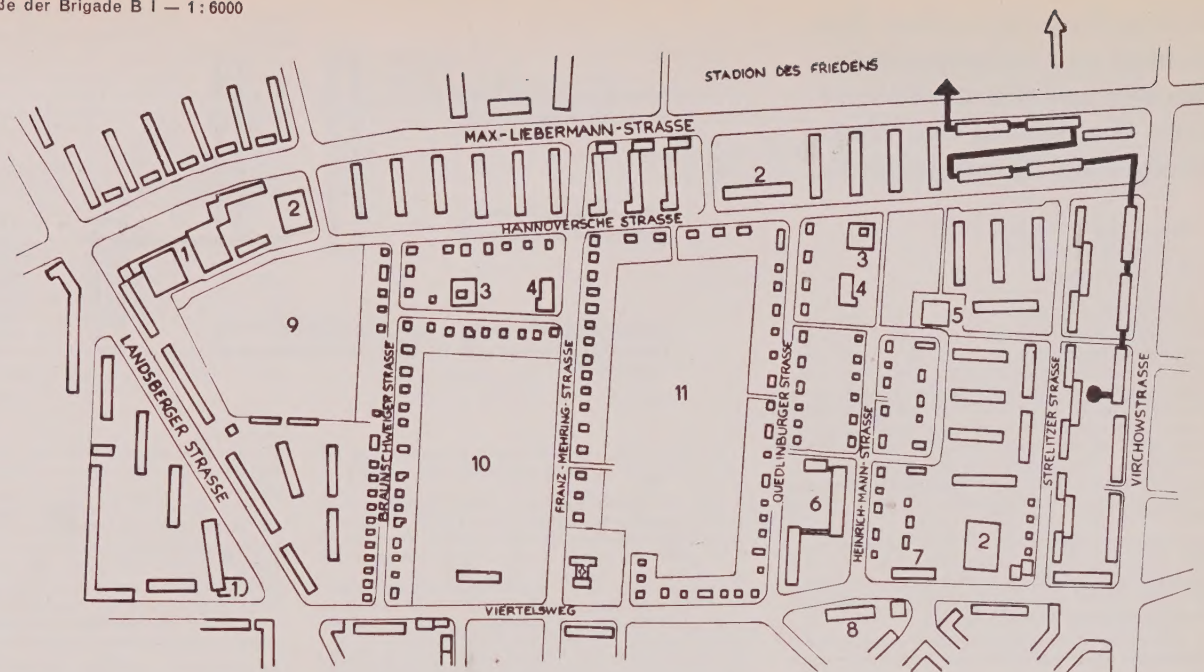 ße der Brigade B I — 1 : 6000
STADION DES FRIEDENS
MAX-LIEBERMANN-STRASSE
2
2
HANNOVERSCHE STRASSE
1
3
3
4
4
5
9
LANDSBERGER STRASSE
BRAUNSCHWEIGER STRASSE
FRANZ-MEHRING-STRASSE
11
QUEDLINBURGER STRASSE
HEINRICH-MANN-STRASSE
STRELITZER STRASSE
VIRCHOWSTRASSE
10
6
2
7
1
VIERTELSWEG
8